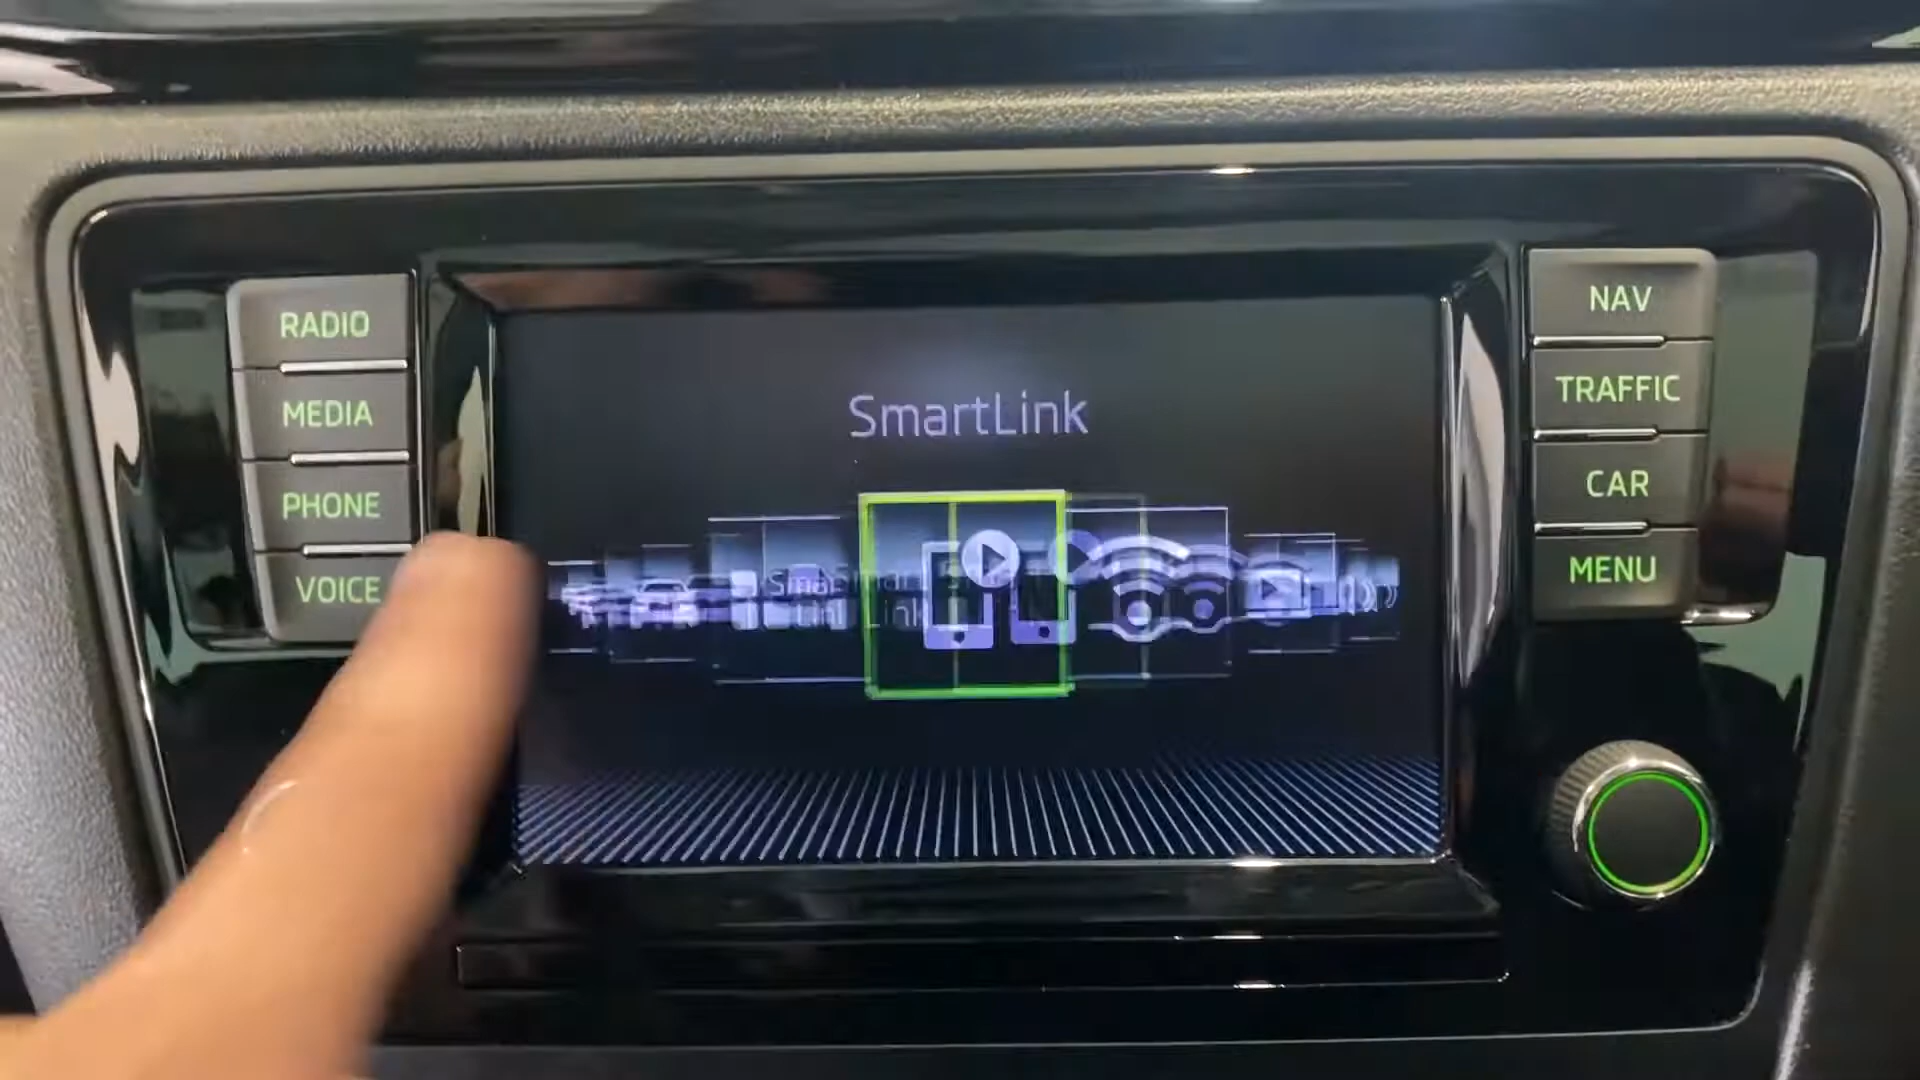 RADIO
MEDIA
PHONE
VOICE
SmartLink
NAV
TRAFFIC
CAR
MENU